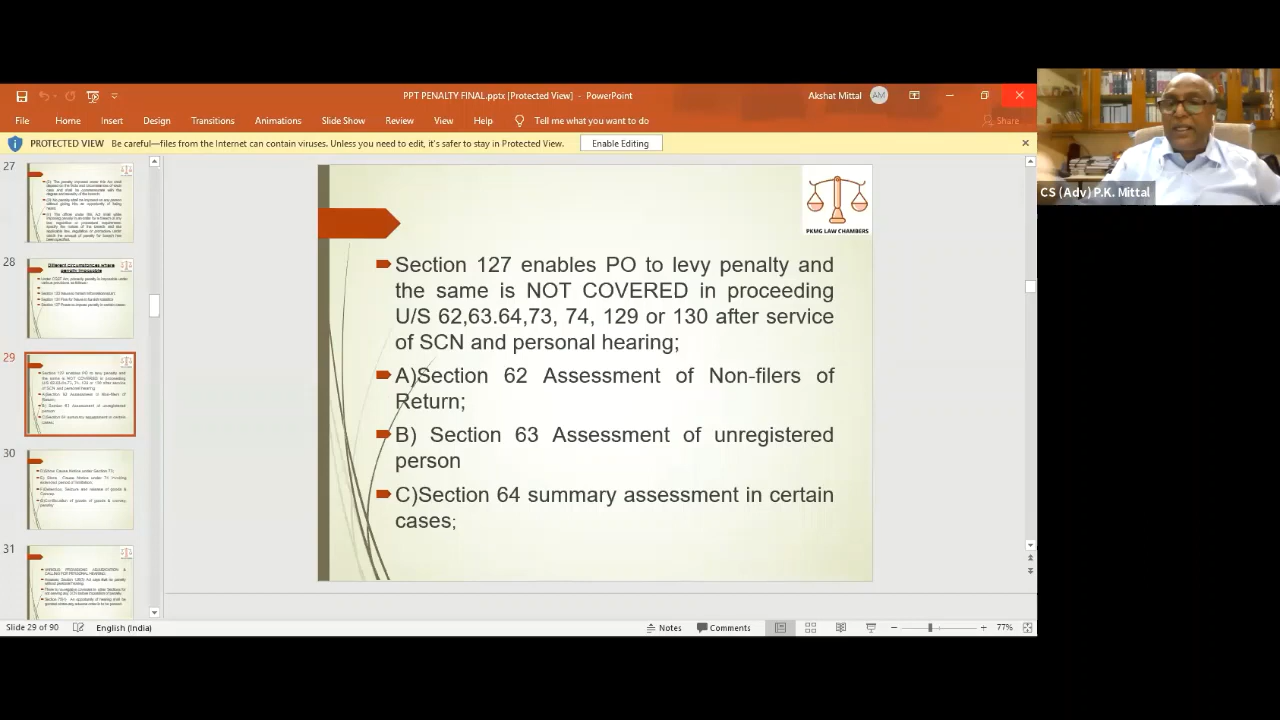 PPT PENALTY FINAL.pptx [Protected View] - PowerPoint
Akshat Mittal
AM
File Home Insert Design Transitions Animations Slide Show Review View Help Tell me what you want to do
Share
PROTECTED VIEW Be careful—files from the Internet can contain viruses. Unless you need to edit, it's safer to stay in Protected View.
Enable Editing
CS (Adv) P.K. Mittal
27
28
Different circumstances where
penalty imposible
29
30
31
PKMG LAW CHAMBERS
Section 127 enables PO to levy penalty and
the same is NOT COVERED in proceeding
U/S 62,63.64,73, 74, 129 or 130 after service
of SCN and personal hearing;
A)Section 62 Assessment of Non-filers of
Return;
B) Section 63 Assessment of unregistered
person
C)Section 64 summary assessment in certain
cases;
Slide 29 of 90
English (India)
Notes
Comments
77%